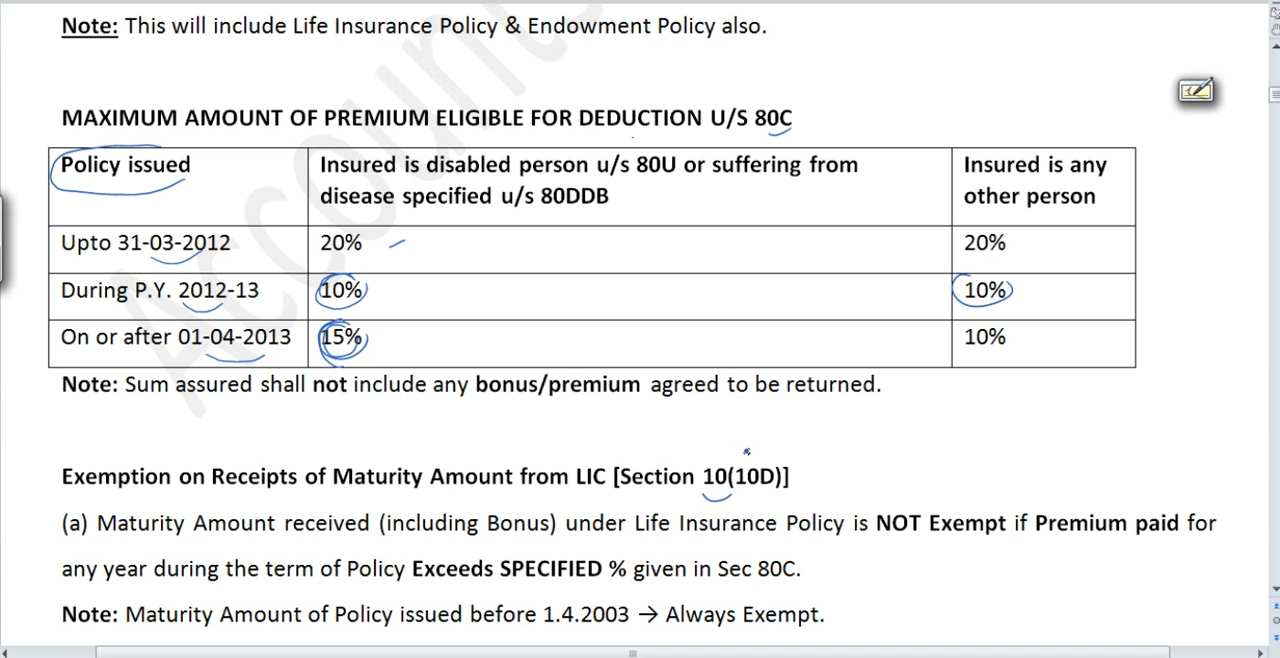 Note: This will include Life Insurance Policy & Endowment Policy also.
MAXIMUM AMOUNT OF PREMIUM ELIGIBLE FOR DEDUCTION U/S 80C
Policy issued
Insured is disabled person u/s 80U or suffering from
disease specified u/s 80DDB
Insured is any
other person
Upto 31-03-2012 20% 20%
During P.Y. 2012-13 10% 10%
On or after 01-04-2013 15% 10%
Note: Sum assured shall not include any bonus/premium agreed to be returned.
Exemption on Receipts of Maturity Amount from LIC [Section 10(10D)]
(a) Maturity Amount received (including Bonus) under Life Insurance Policy is NOT Exempt if Premium paid for
any year during the term of Policy Exceeds SPECIFIED % given in Sec 80C.
Note: Maturity Amount of Policy issued before 1.4.2003 → Always Exempt.